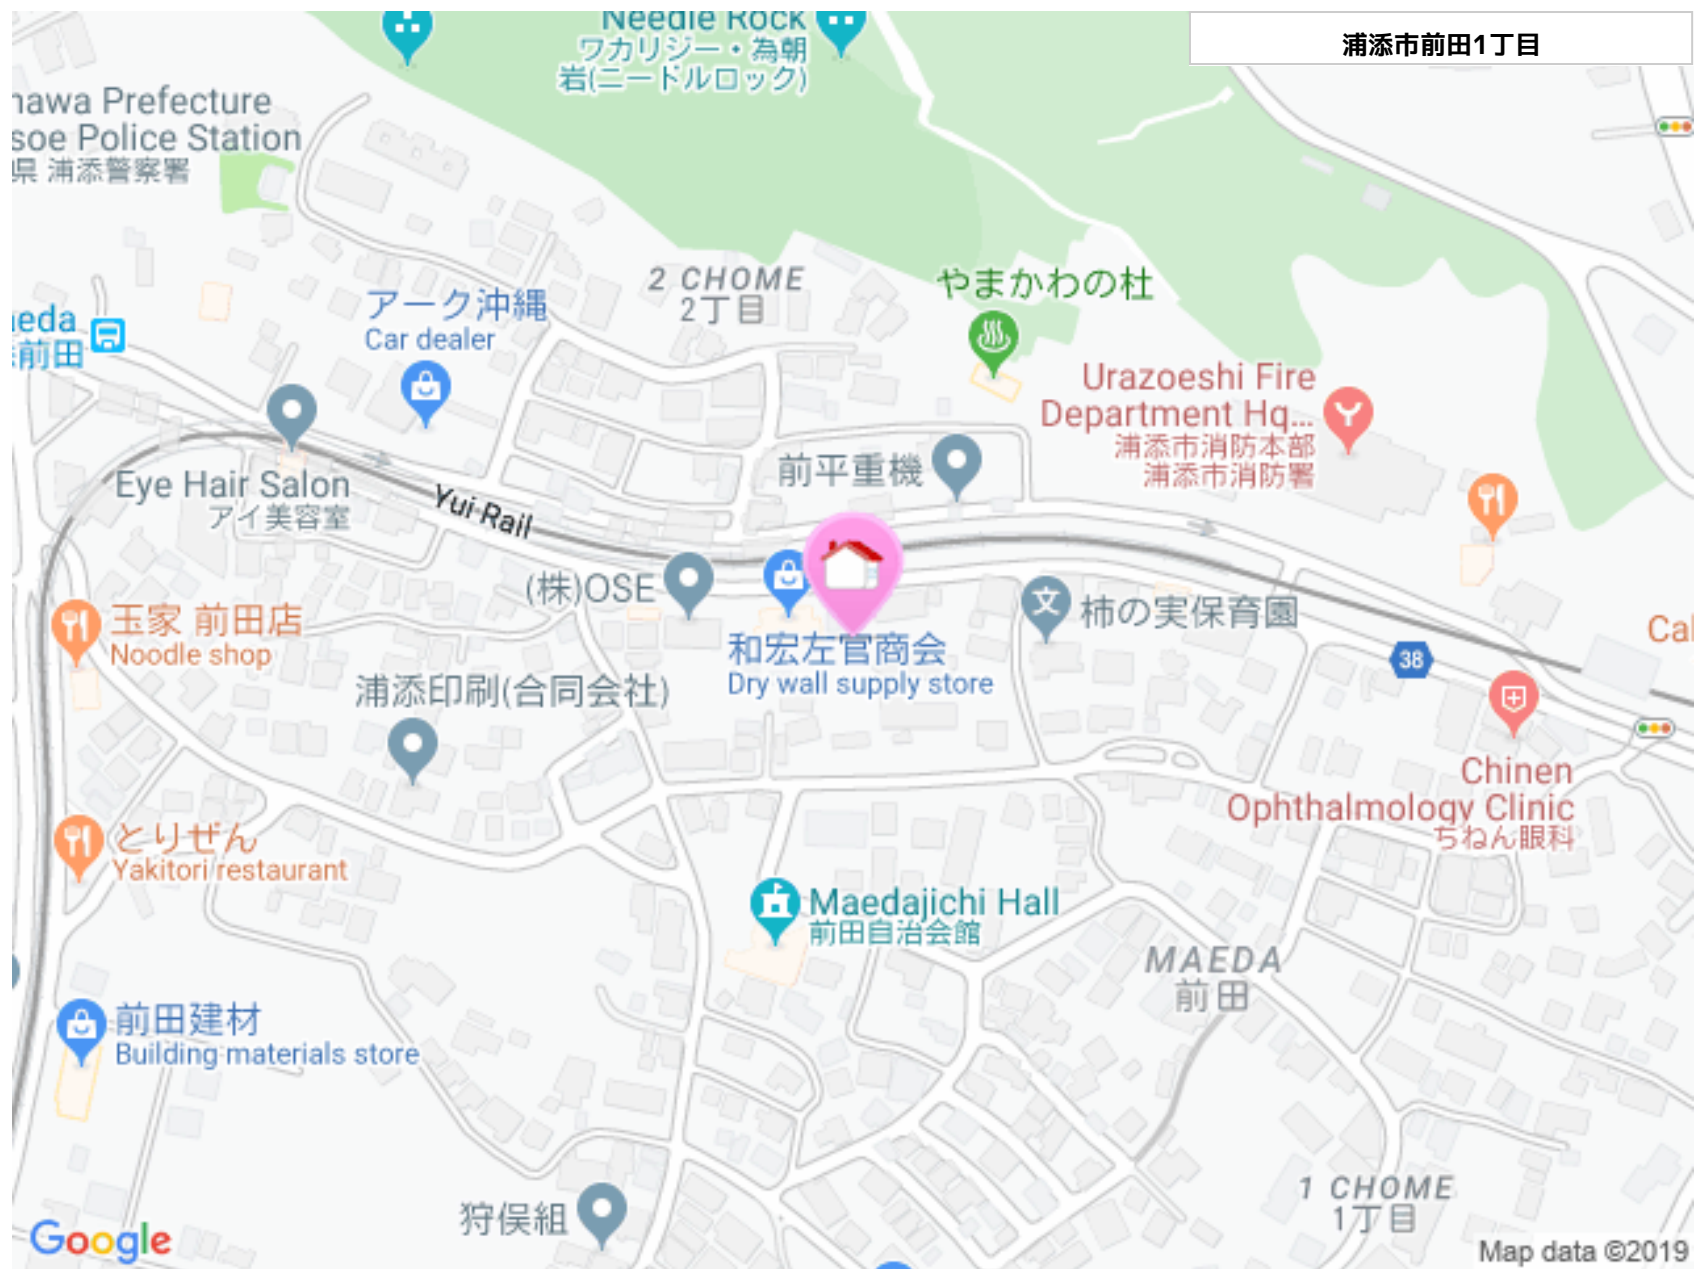 Needle Rock
ワカリジー・為朝
岩(ニードルロック)
浦添市前田1丁目
nawa Prefecture
soe Police Station
県 浦添警察署
2 CHOME
2丁目
やまかわの杜
アーク沖縄
Car dealer
aeda
前田
Urazoeshi Fire
Department Hq...
浦添市消防本部
浦添市消防署
前平重機
Eye Hair Salon
アイ美容室
Yui Rail
(株)OSE
文
柿の実保育園
玉家 前田店
Noodle shop
和宏左官商会
Dry wall supply store
38
Cal
浦添印刷(合同会社)
Chinen
Ophthalmology Clinic
ちねん眼科
とりぜん
Yakitori restaurant
Maedajichi Hall
前田自治会館
MAEDA
前田
前田建材
Building materials store
1 CHOME
1丁目
狩俣組
Google
Map data ©2019